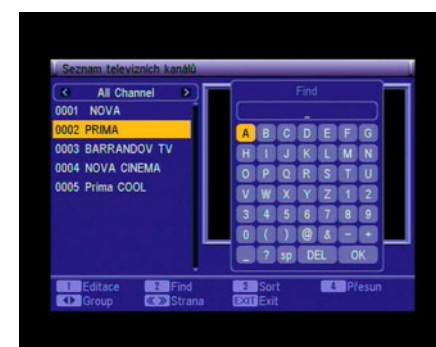 Seznam televizních kanálů
All Channel
0001 NOVA
0002 PRIMA
0003 BARRANDOV TV
0004 NOVA CINEMA
0005 Prima COOL
Find
_
A B C D E F G
H I J K L M N
O P Q R S T U
V W X Y Z 1 2
3 4 5 6 7 8 9
0 ( ) @ & - +
_ ? sp DEL OK
1 Editace 2 Find 3 Sort 4 Přesun
Group Strana EXIT Exit